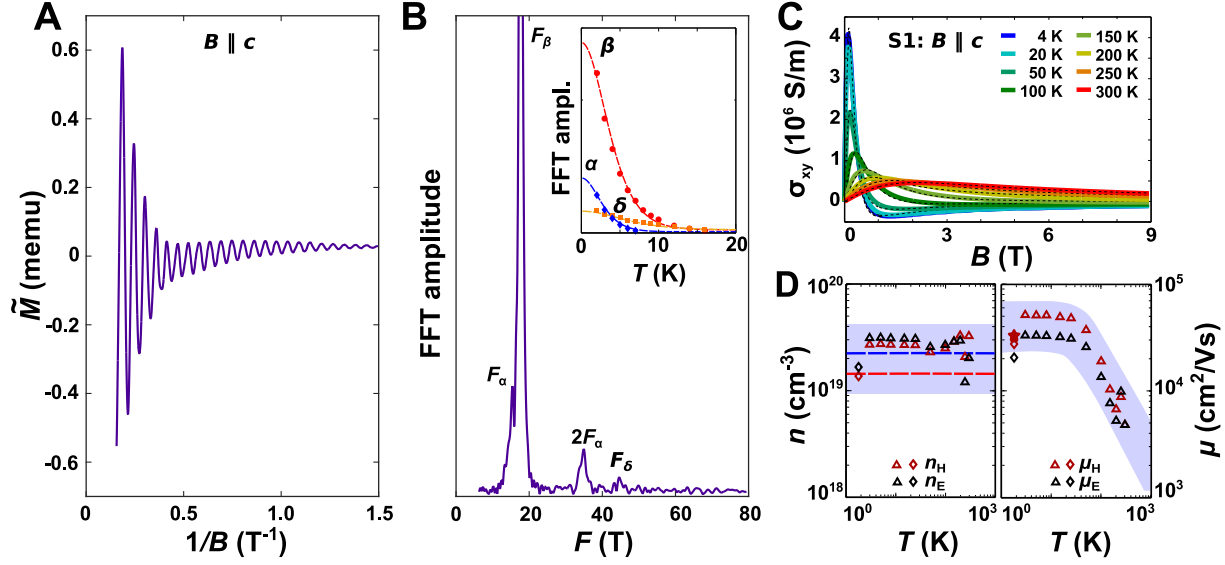 A
B ∥ c
M̃ (memu)
0.6
0.4
0.2
0
-0.2
-0.4
-0.6
0
0.5
1.0
1.5
1/B (T⁻¹)
B
FFT amplitude
Fβ
Fα
2Fα
Fδ
20
40
60
80
F (T)
FFT ampl.
β
α
δ
0
10
20
T (K)
C
S1: B ∥ c
4 K
20 K
50 K
100 K
150 K
200 K
250 K
300 K
σxy (10⁶ S/m)
4
3
2
1
0
0
3
6
9
B (T)
D
n (cm⁻³)
10²⁰
10¹⁹
10¹⁸
nH
nE
10⁰
10³
T (K)
μH
μE
10⁰
10³
T (K)
10⁵
10⁴
10³
μ (cm²/Vs)